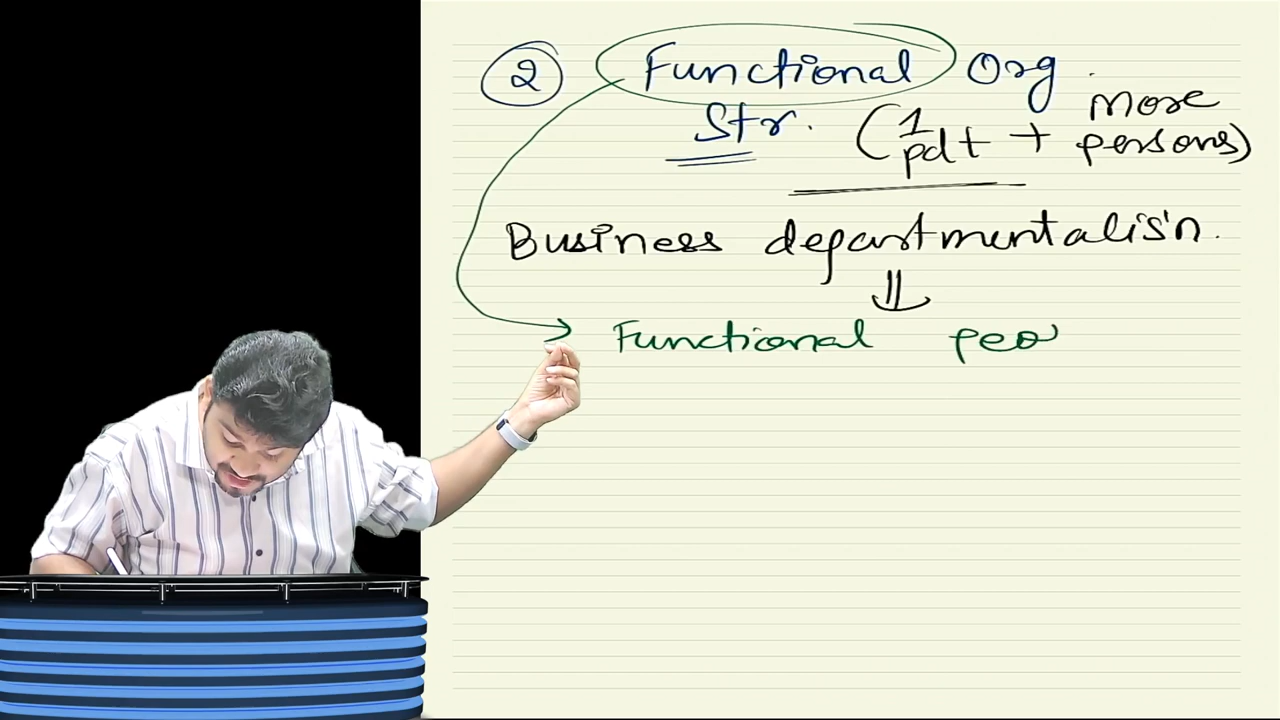 ② Functional Org.
Str. (1 pdt + more persons)
Business departmentalis'n.
⇓
→ Functional peo